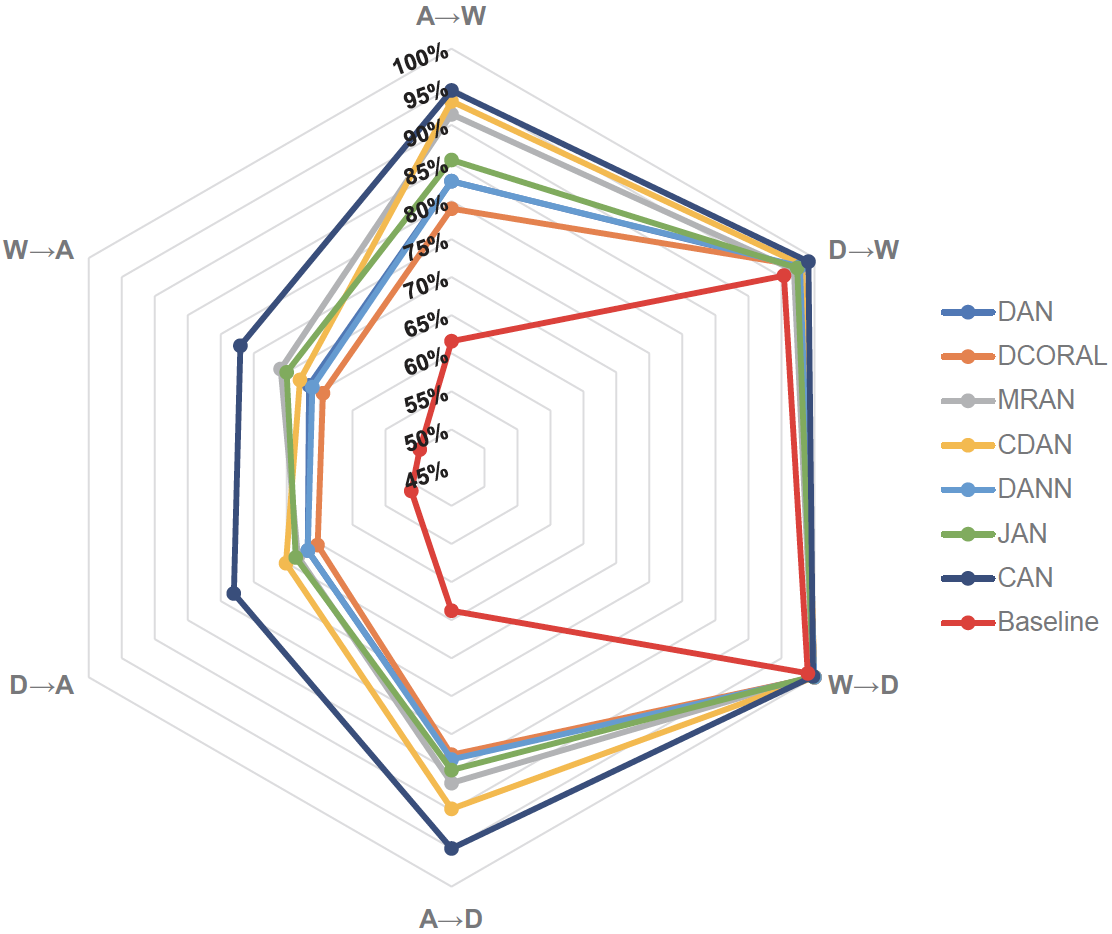 A→W
100%
95%
90%
85%
80%
75%
70%
65%
60%
55%
50%
45%
W→A
D→W
D→A
W→D
A→D
DAN
DCORAL
MRAN
CDAN
DANN
JAN
CAN
Baseline